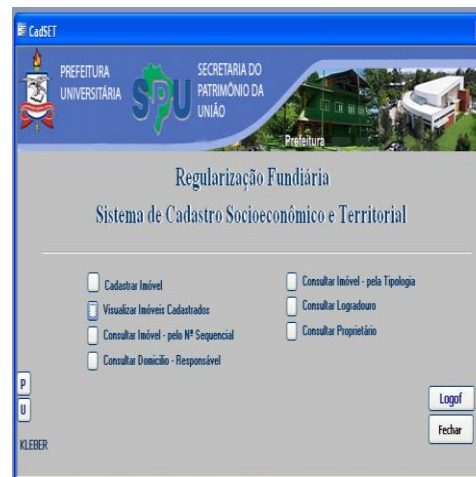 CadSET
PREFEITURA
UNIVERSITÁRIA
SPU
SECRETARIA DO
PATRIMÔNIO DA
UNIÃO
Prefeitura
Regularização Fundiária
Sistema de Cadastro Socioeconômico e Territorial
Cadastrar Imóvel
Visualizar Imóveis Cadastrados
Consultar Imóvel - pelo Nº Sequencial
Consultar Domicílio - Responsável
Consultar Imóvel - pela Tipologia
Consultar Logradouro
Consultar Proprietário
P
U
KLEBER
Logof
Fechar